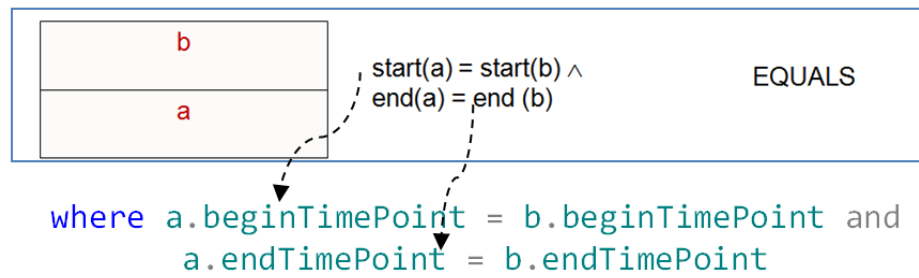 b
a
start(a) = start(b) ∧
end(a) = end (b)
EQUALS
where a.beginTimePoint = b.beginTimePoint and
a.endTimePoint = b.endTimePoint